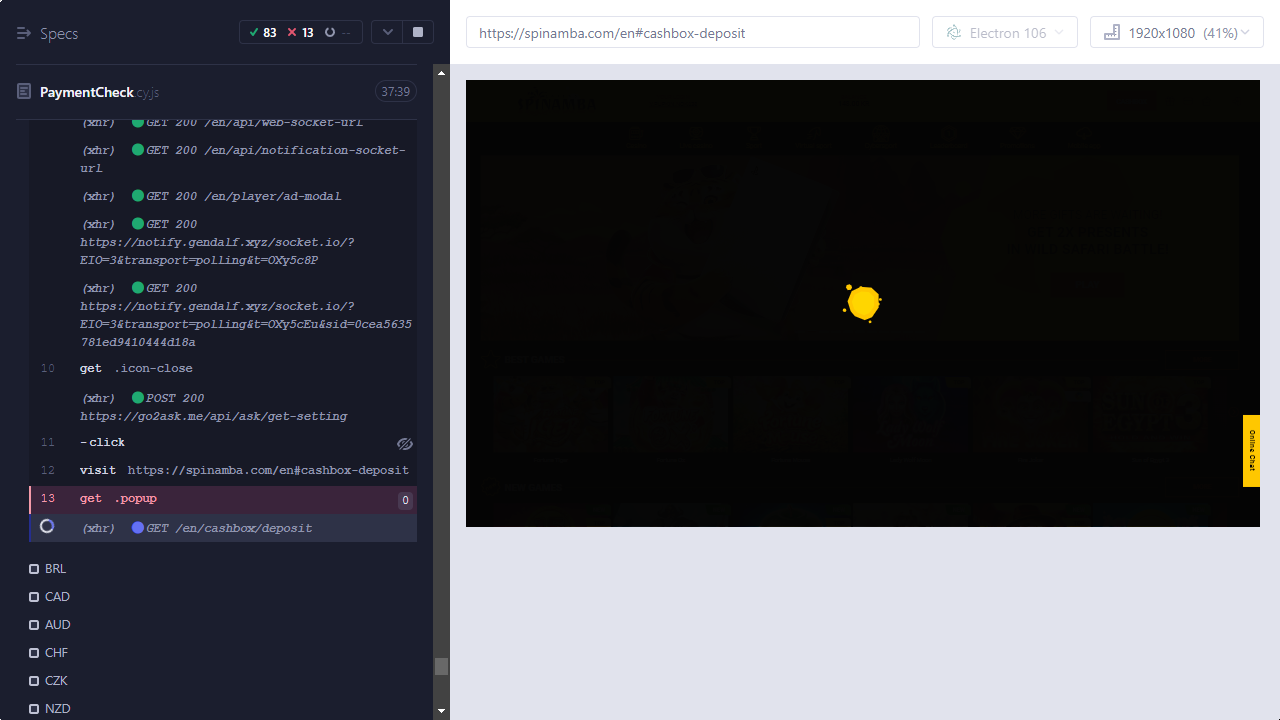 Specs
83
13
--
https://spinamba.com/en#cashbox-deposit
Electron 106
1920x1080 (41%)
PaymentCheck.cy.js
37:39
(xhr) GET 200 /en/api/web-socket-url
(xhr) GET 200 /en/api/notification-socket-
url
(xhr) GET 200 /en/player/ad-modal
(xhr) GET 200
https://notify.gendalf.xyz/socket.io/?
EIO=3&transport=polling&t=OXy5c8P
(xhr) GET 200
https://notify.gendalf.xyz/socket.io/?
EIO=3&transport=polling&t=OXy5cEu&sid=0cea5635
781ed9410444d18a
10 get .icon-close
(xhr) POST 200
https://go2ask.me/api/ask/get-setting
11 -click
12 visit https://spinamba.com/en#cashbox-deposit
13 get .popup 0
(xhr) GET /en/cashbox/deposit
BRL
CAD
AUD
CHF
CZK
NZD
Online Chat